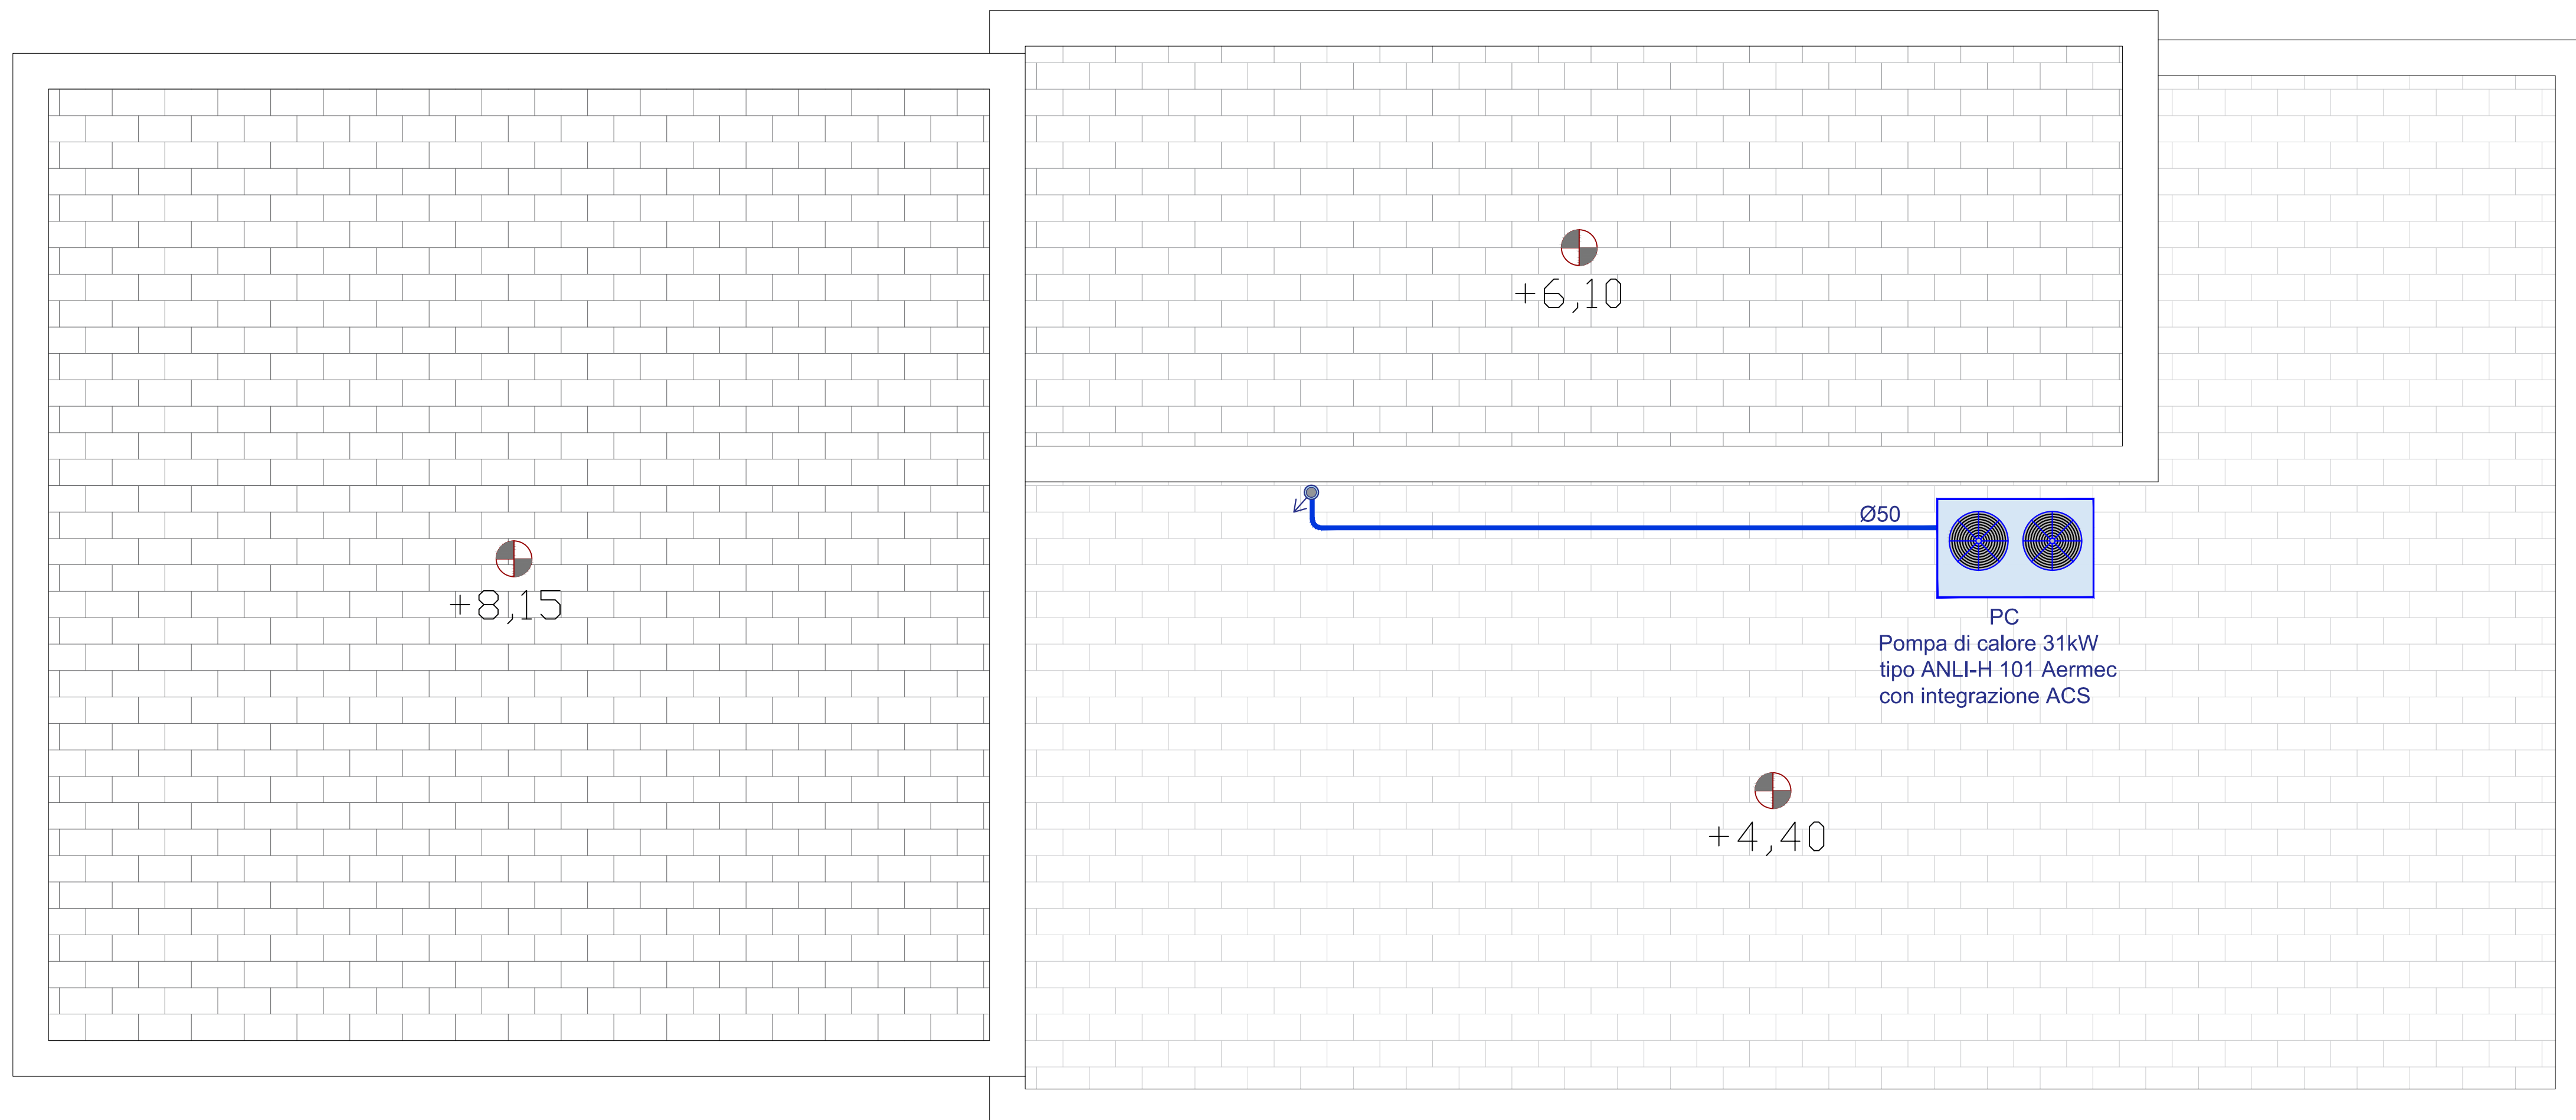 +6,10
Ø50
+8,15
PC
Pompa di calore 31kW
tipo ANLI-H 101 Aermec
con integrazione ACS
+4,40